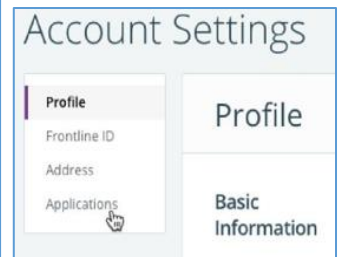 Account Settings
Profile
Frontline ID
Address
Applications
Profile
Basic
Information